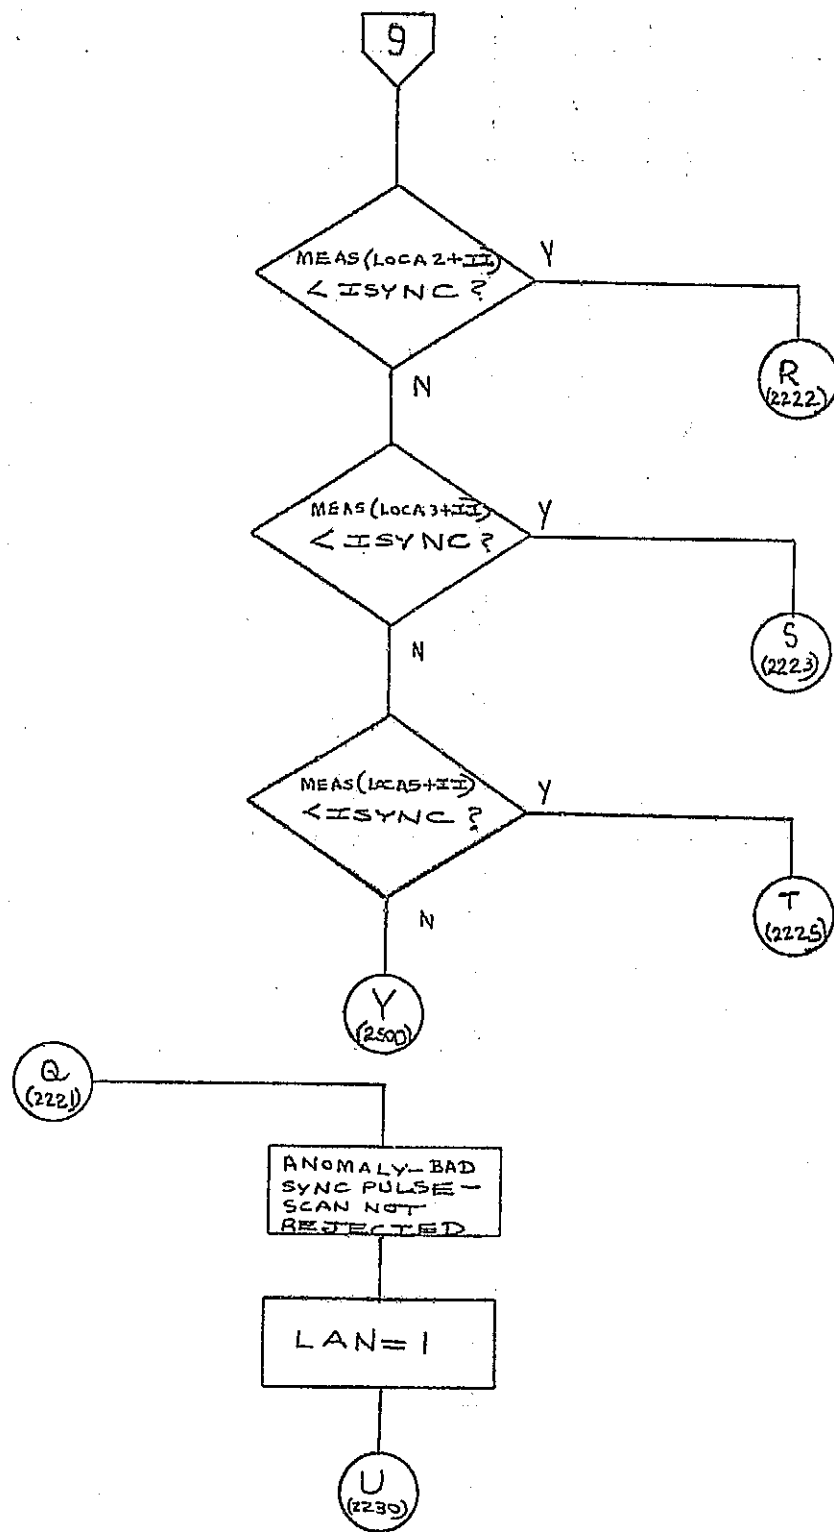 9
MEAS(LOCA2+II)
< ISYNC ?
Y
R
(2222)
N
MEAS(LOCA3+II)
< ISYNC ?
Y
S
(2223)
N
MEAS(LOCA5+II)
< ISYNC ?
Y
T
(2225)
N
Y
(2500)
Q
(2221)
ANOMALY-BAD
SYNC PULSE-
SCAN NOT
REJECTED
LAN=1
U
(2230)